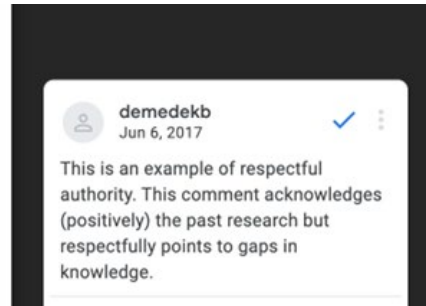 demedekb
Jun 6, 2017
This is an example of respectful
authority. This comment acknowledges
(positively) the past research but
respectfully points to gaps in
knowledge.